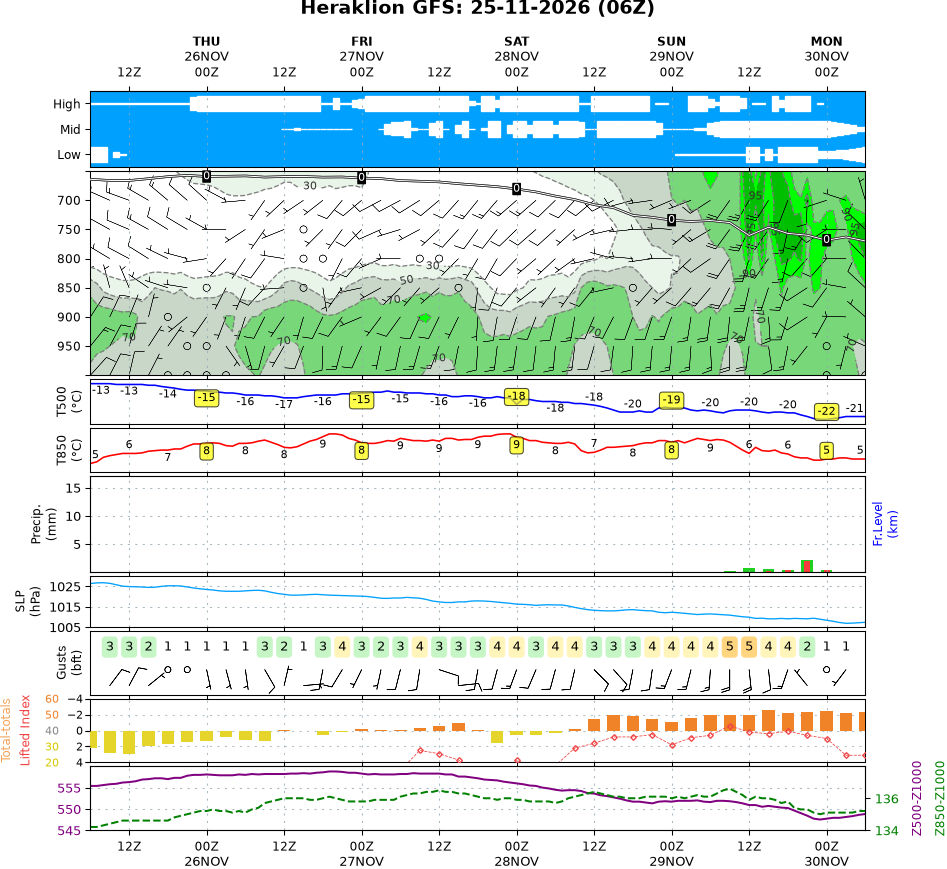 Heraklion GFS: 25-11-2026 (06Z)
THU FRI SAT SUN MON
26NOV 27NOV 28NOV 29NOV 30NOV
12Z 00Z 12Z 00Z 12Z 00Z 12Z 00Z 12Z 00Z
High
Mid
Low
0 0 0 0 0
30 95
700
750
800 30
50 90
850
70
900 70
70 70 70 70 70
950
T500 (°C)
-13 -13 -14 -15 -16 -17 -16 -15 -15 -16 -16 -18 -18 -18 -20 -19 -20 -20 -20 -22 -21
T850 (°C)
5 6 7 8 8 8 9 8 9 9 9 9 8 7 8 8 9 6 6 5 5
Precip. (mm)
15
10
5
Fr.Level (km)
SLP (hPa)
1025
1015
1005
Gusts (bft)
3 3 2 1 1 1 1 1 3 2 1 3 4 3 2 3 4 3 3 3 4 4 3 4 4 3 3 3 4 4 4 4 5 5 4 4 2 1 1
Total-totals
Lifted Index
60 −4
50 −2
40 0
30 2
20 4
555
550
545
136
134
Z500-Z1000
Z850-Z1000
12Z 00Z 12Z 00Z 12Z 00Z 12Z 00Z 12Z 00Z
26NOV 27NOV 28NOV 29NOV 30NOV